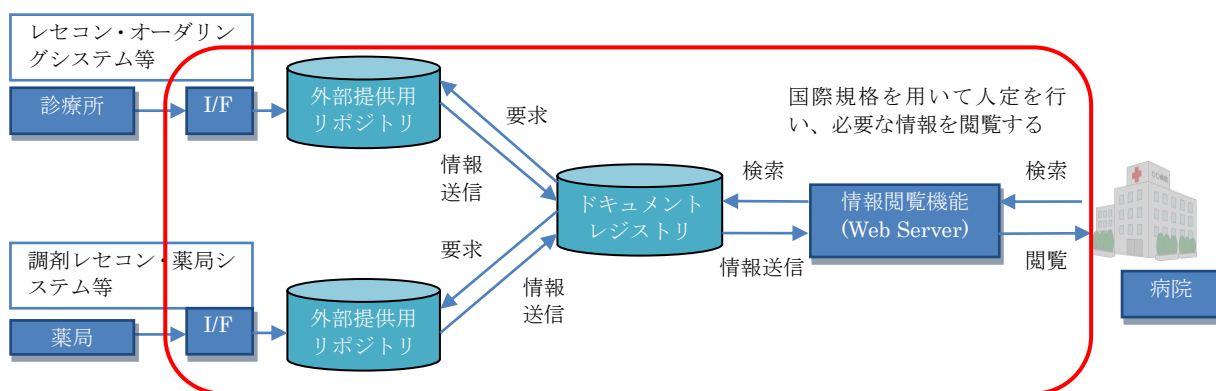 レセコン・オーダリン
グシステム等
診療所
I/F
外部提供用
リポジトリ
要求
情報
送信
国際規格を用いて人定を行
い、必要な情報を閲覧する
ドキュメント
レジストリ
検索
情報送信
情報閲覧機能
(Web Server)
検索
閲覧
病院
調剤レセコン・薬局シ
ステム等
薬局
I/F
外部提供用
リポジトリ
要求
情報
送信